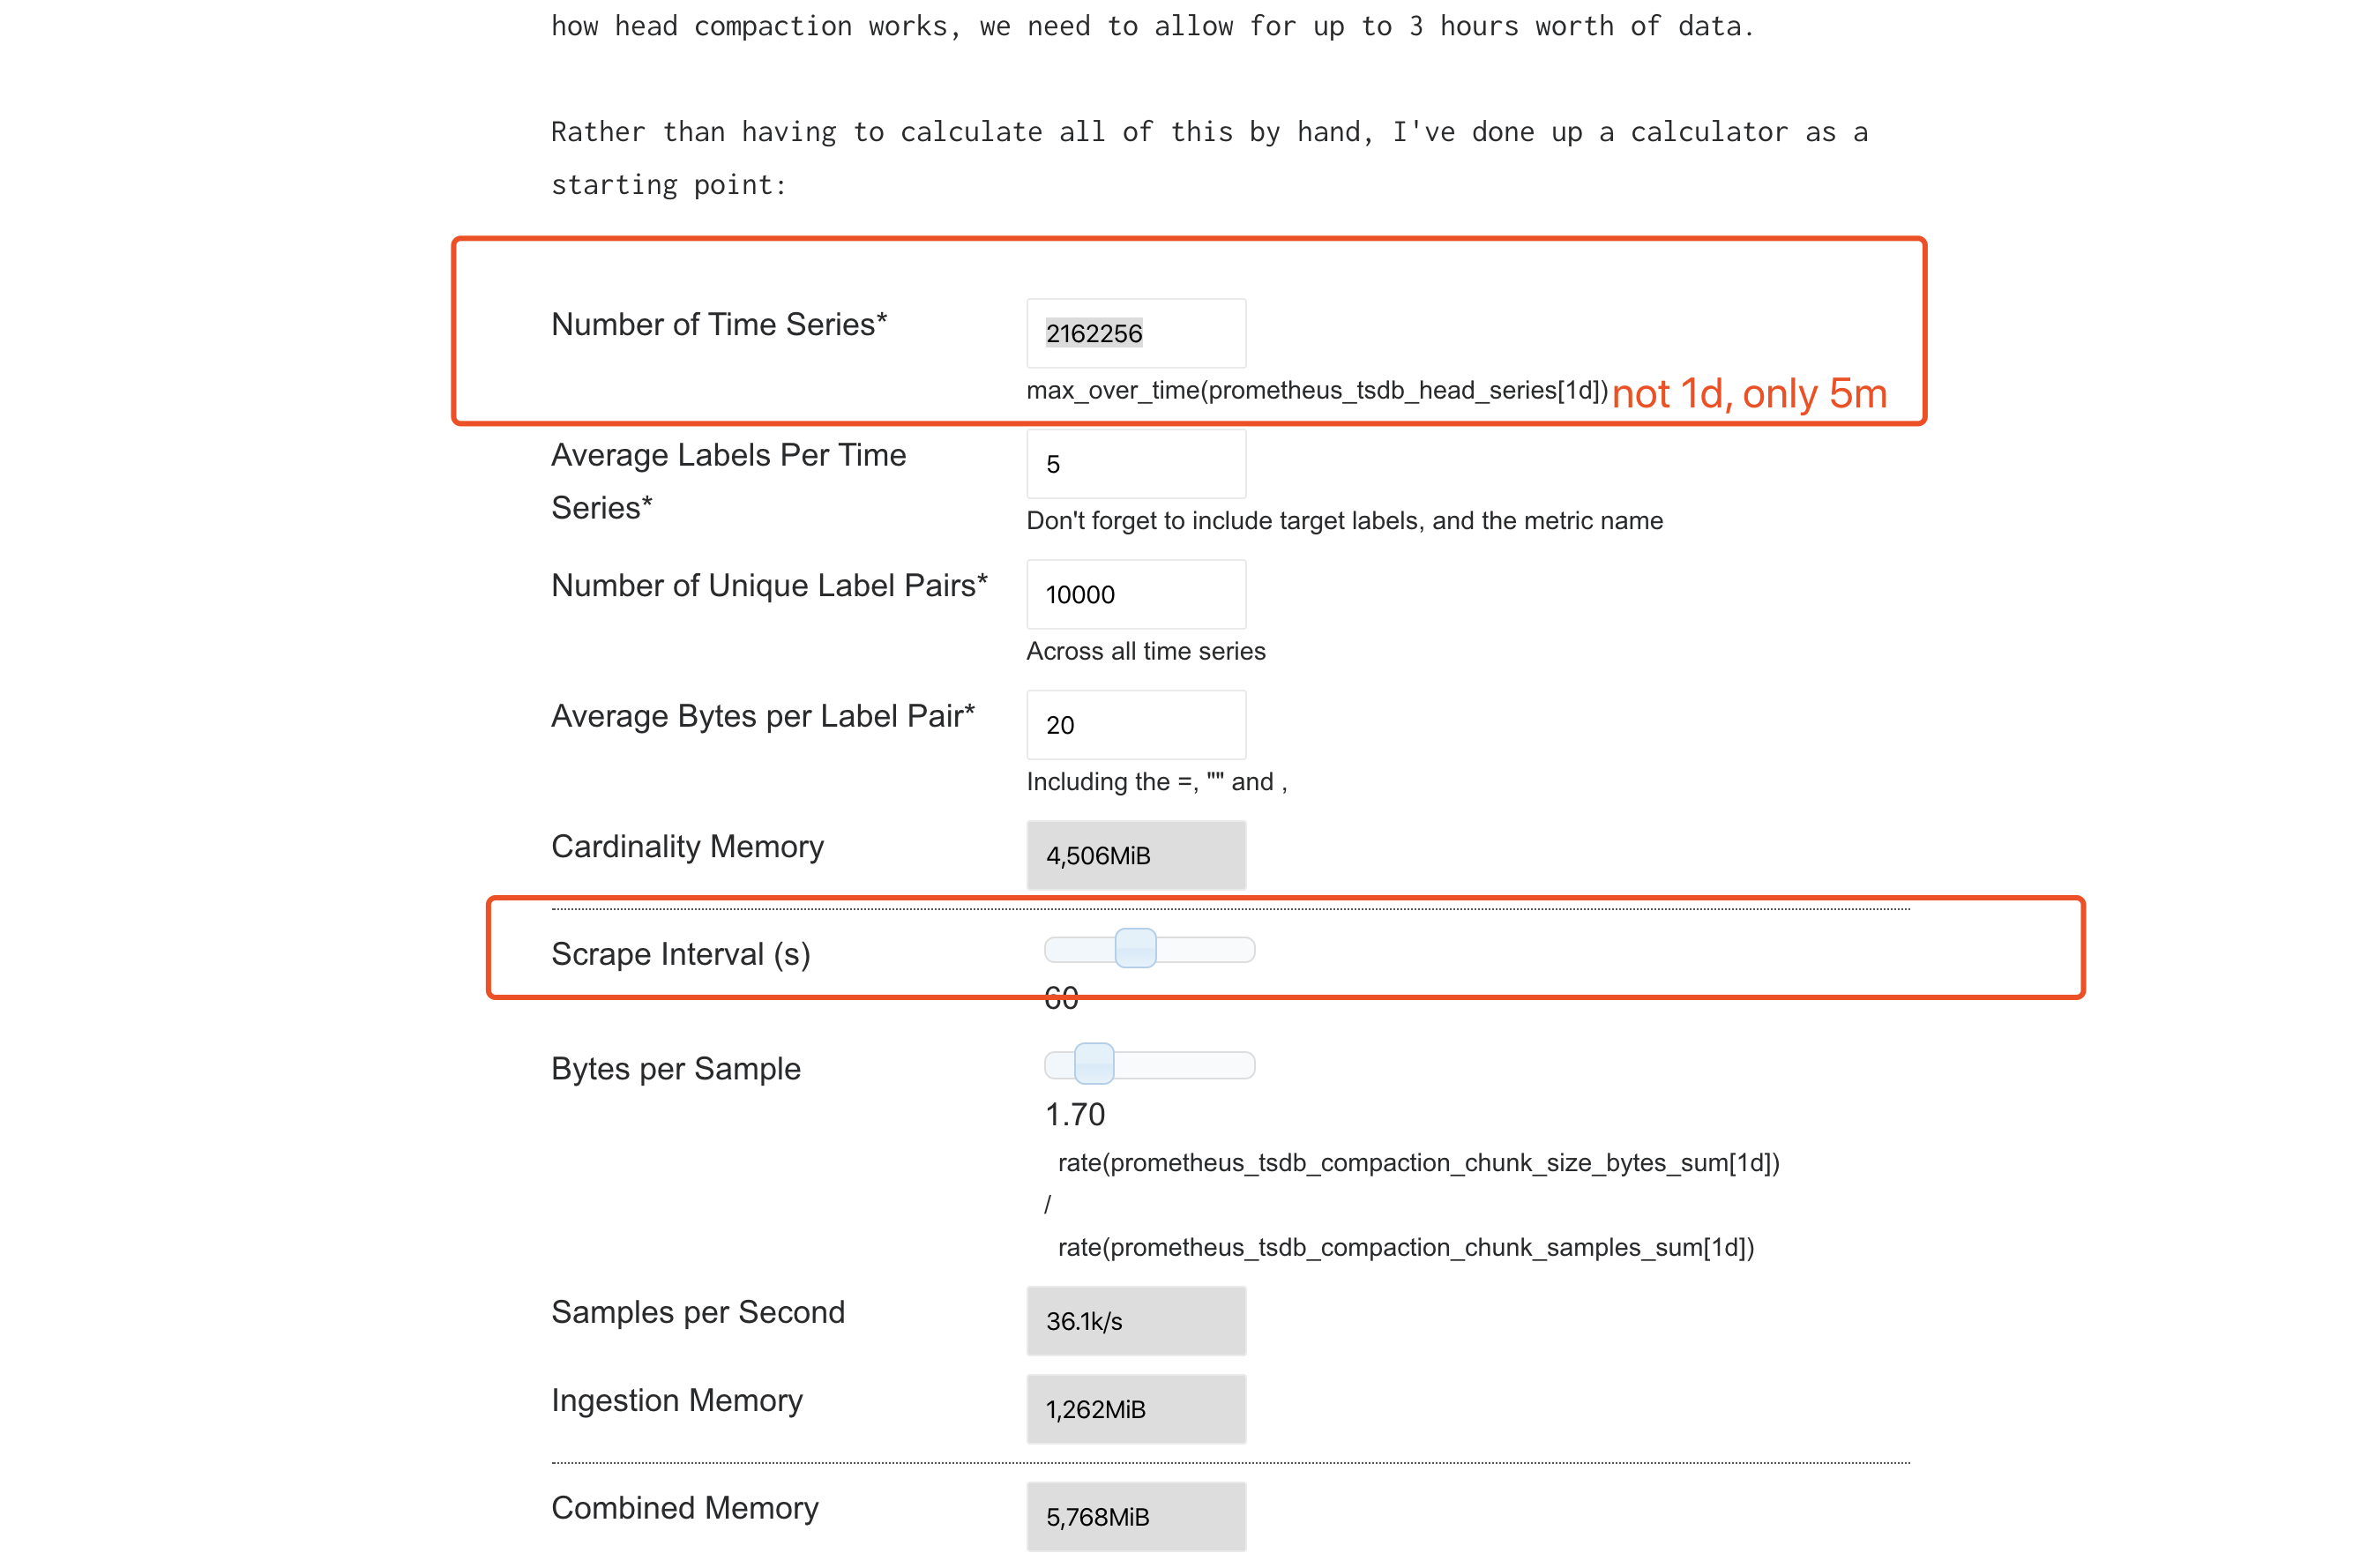 how head compaction works, we need to allow for up to 3 hours worth of data.
Rather than having to calculate all of this by hand, I've done up a calculator as a
starting point:
Number of Time Series*
2162256
max_over_time(prometheus_tsdb_head_series[1d]) not 1d, only 5m
Average Labels Per Time
Series*
5
Don't forget to include target labels, and the metric name
Number of Unique Label Pairs*
10000
Across all time series
Average Bytes per Label Pair*
20
Including the =, "" and ,
Cardinality Memory
4,506MiB
Scrape Interval (s)
60
Bytes per Sample
1.70
rate(prometheus_tsdb_compaction_chunk_size_bytes_sum[1d])
/
rate(prometheus_tsdb_compaction_chunk_samples_sum[1d])
Samples per Second
36.1k/s
Ingestion Memory
1,262MiB
Combined Memory
5,768MiB